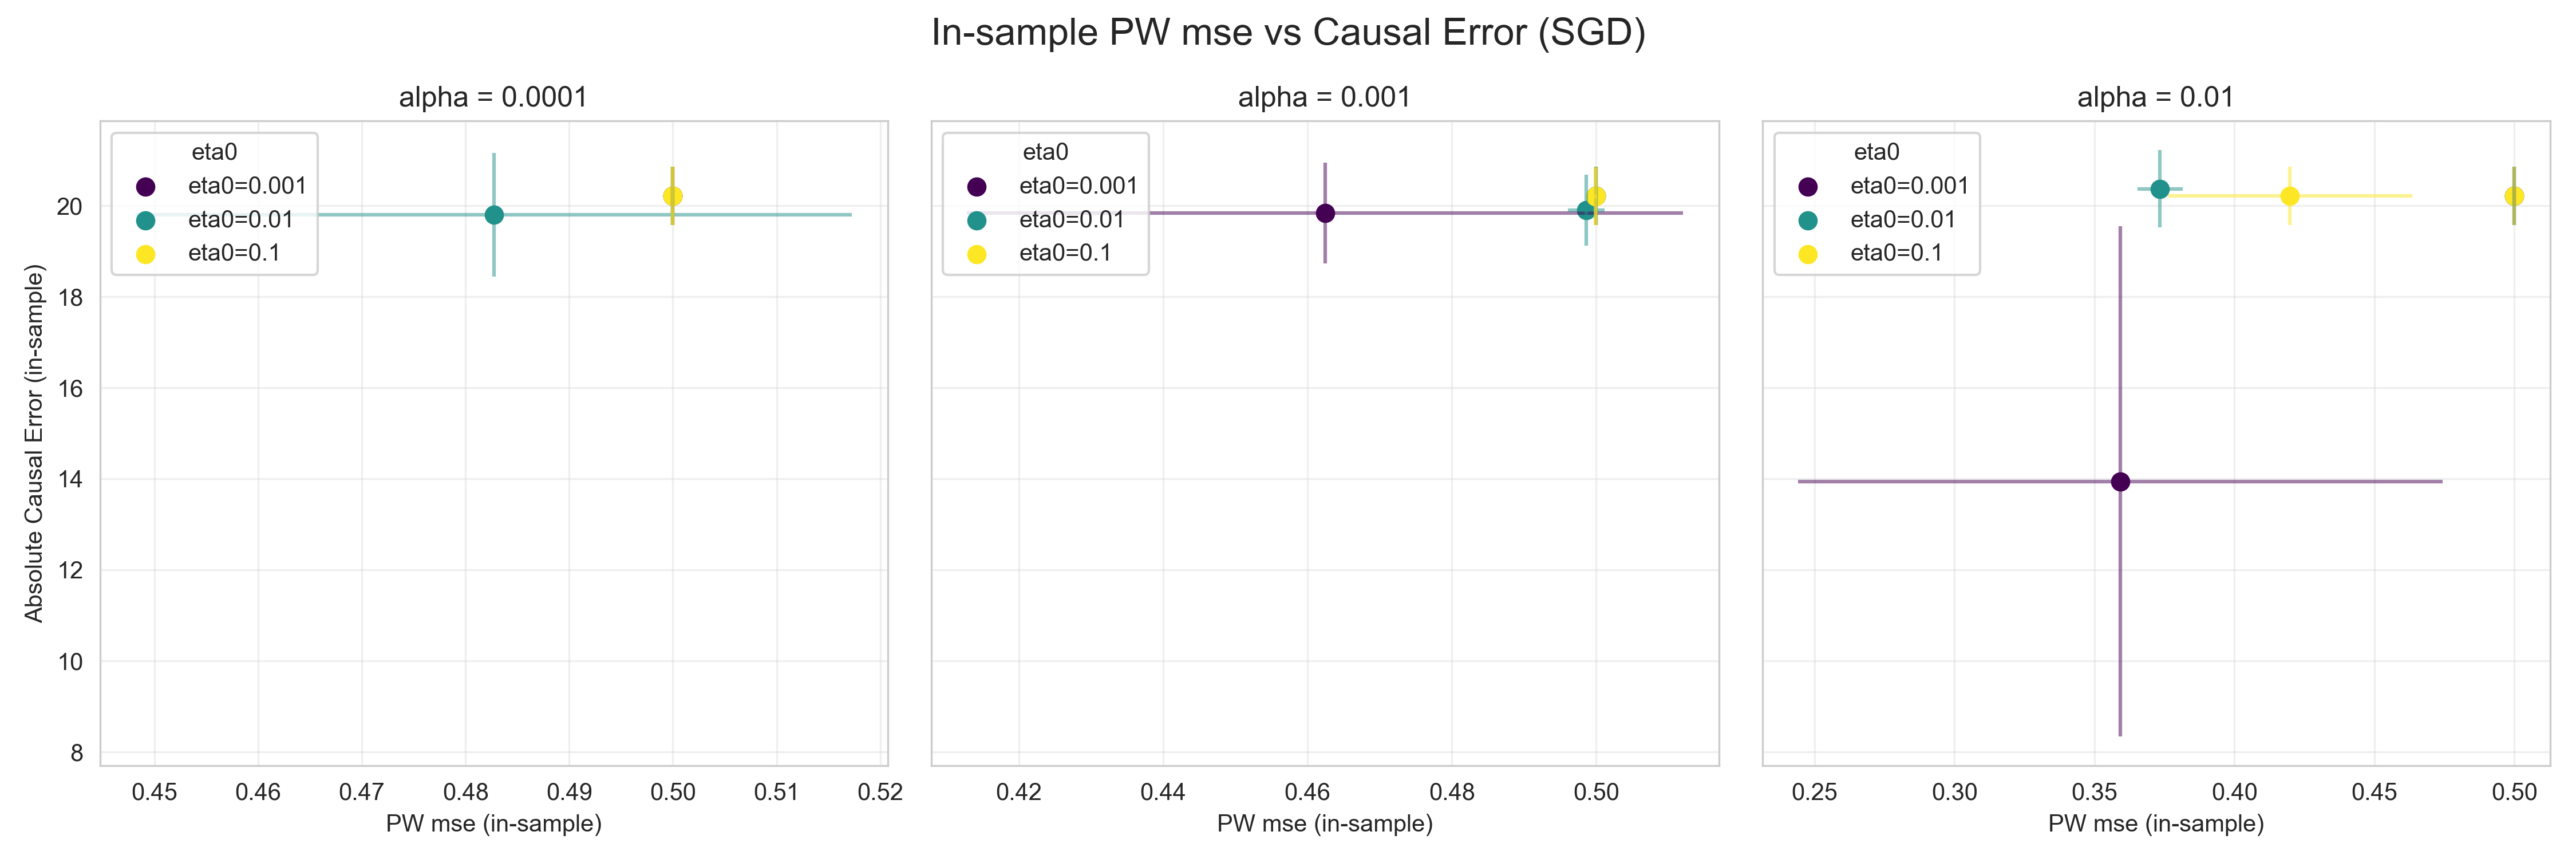 In-sample PW mse vs Causal Error (SGD)
alpha = 0.0001
eta0
eta0=0.001
eta0=0.01
eta0=0.1
Absolute Causal Error (in-sample)
20
18
16
14
12
10
8
0.45 0.46 0.47 0.48 0.49 0.50 0.51 0.52
PW mse (in-sample)
alpha = 0.001
eta0
eta0=0.001
eta0=0.01
eta0=0.1
0.42 0.44 0.46 0.48 0.50
PW mse (in-sample)
alpha = 0.01
eta0
eta0=0.001
eta0=0.01
eta0=0.1
0.25 0.30 0.35 0.40 0.45 0.50
PW mse (in-sample)